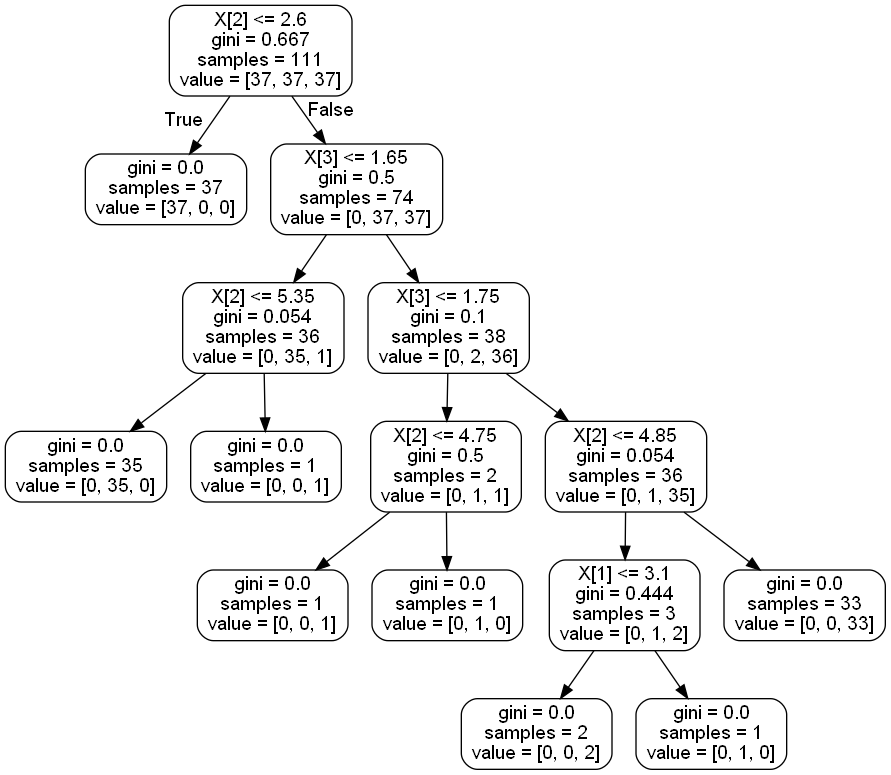 X[2] <= 2.6
gini = 0.667
samples = 111
value = [37, 37, 37]
True
False
gini = 0.0
samples = 37
value = [37, 0, 0]
X[3] <= 1.65
gini = 0.5
samples = 74
value = [0, 37, 37]
X[2] <= 5.35
gini = 0.054
samples = 36
value = [0, 35, 1]
X[3] <= 1.75
gini = 0.1
samples = 38
value = [0, 2, 36]
gini = 0.0
samples = 35
value = [0, 35, 0]
gini = 0.0
samples = 1
value = [0, 0, 1]
X[2] <= 4.75
gini = 0.5
samples = 2
value = [0, 1, 1]
X[2] <= 4.85
gini = 0.054
samples = 36
value = [0, 1, 35]
gini = 0.0
samples = 1
value = [0, 0, 1]
gini = 0.0
samples = 1
value = [0, 1, 0]
X[1] <= 3.1
gini = 0.444
samples = 3
value = [0, 1, 2]
gini = 0.0
samples = 33
value = [0, 0, 33]
gini = 0.0
samples = 2
value = [0, 0, 2]
gini = 0.0
samples = 1
value = [0, 1, 0]